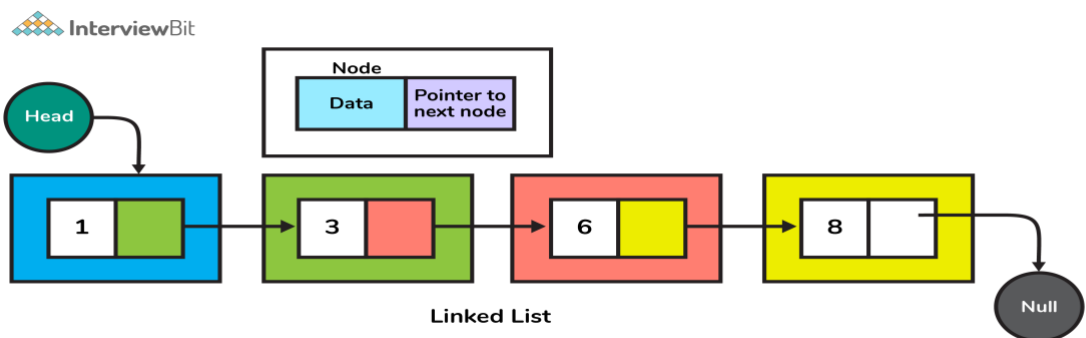 InterviewBit
Node
Data
Pointer to
next node
Head
1
3
6
8
Null
Linked List